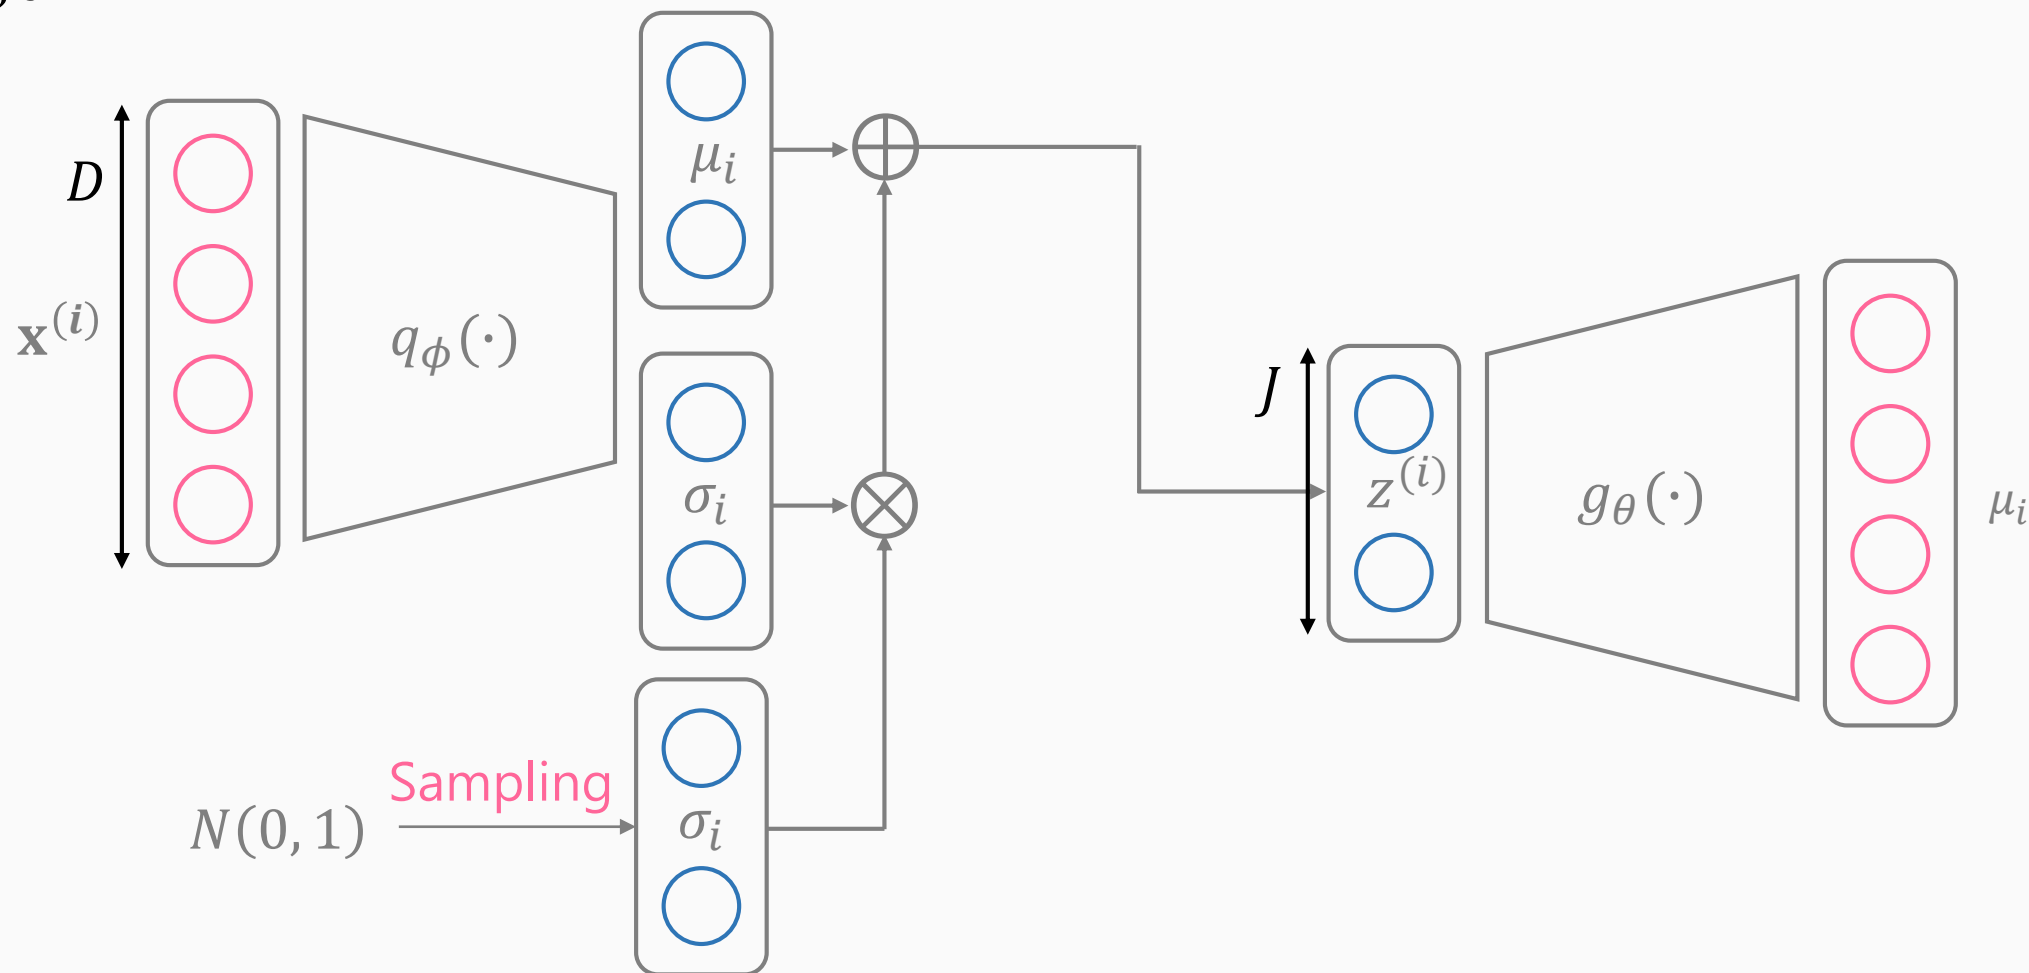 D
x^(i)
q_ϕ(·)
μ_i
σ_i
N(0, 1)
Sampling
σ_i
J
z^(i)
g_θ(·)
μ_i